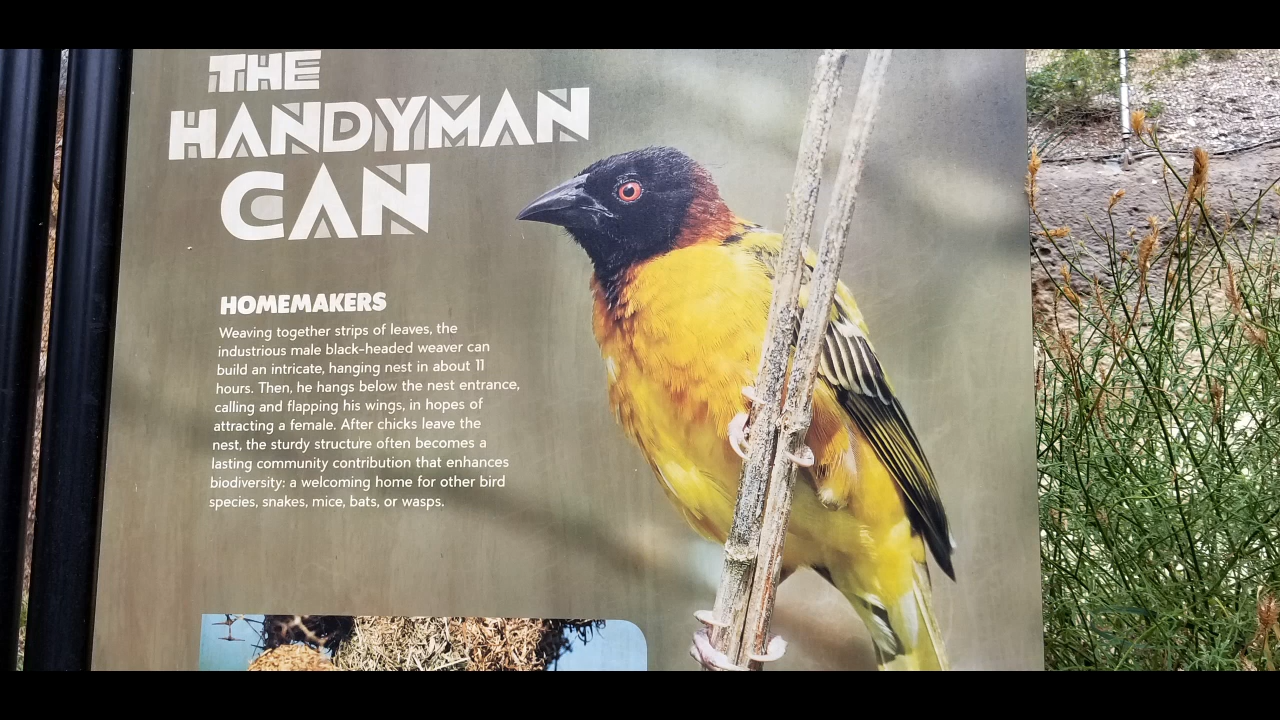 THE
HANDYMAN
CAN
HOMEMAKERS
Weaving together strips of leaves, the
industrious male black-headed weaver can
build an intricate, hanging nest in about 11
hours. Then, he hangs below the nest entrance,
calling and flapping his wings, in hopes of
attracting a female. After chicks leave the
nest, the sturdy structure often becomes a
lasting community contribution that enhances
biodiversity: a welcoming home for other bird
species, snakes, mice, bats, or wasps.